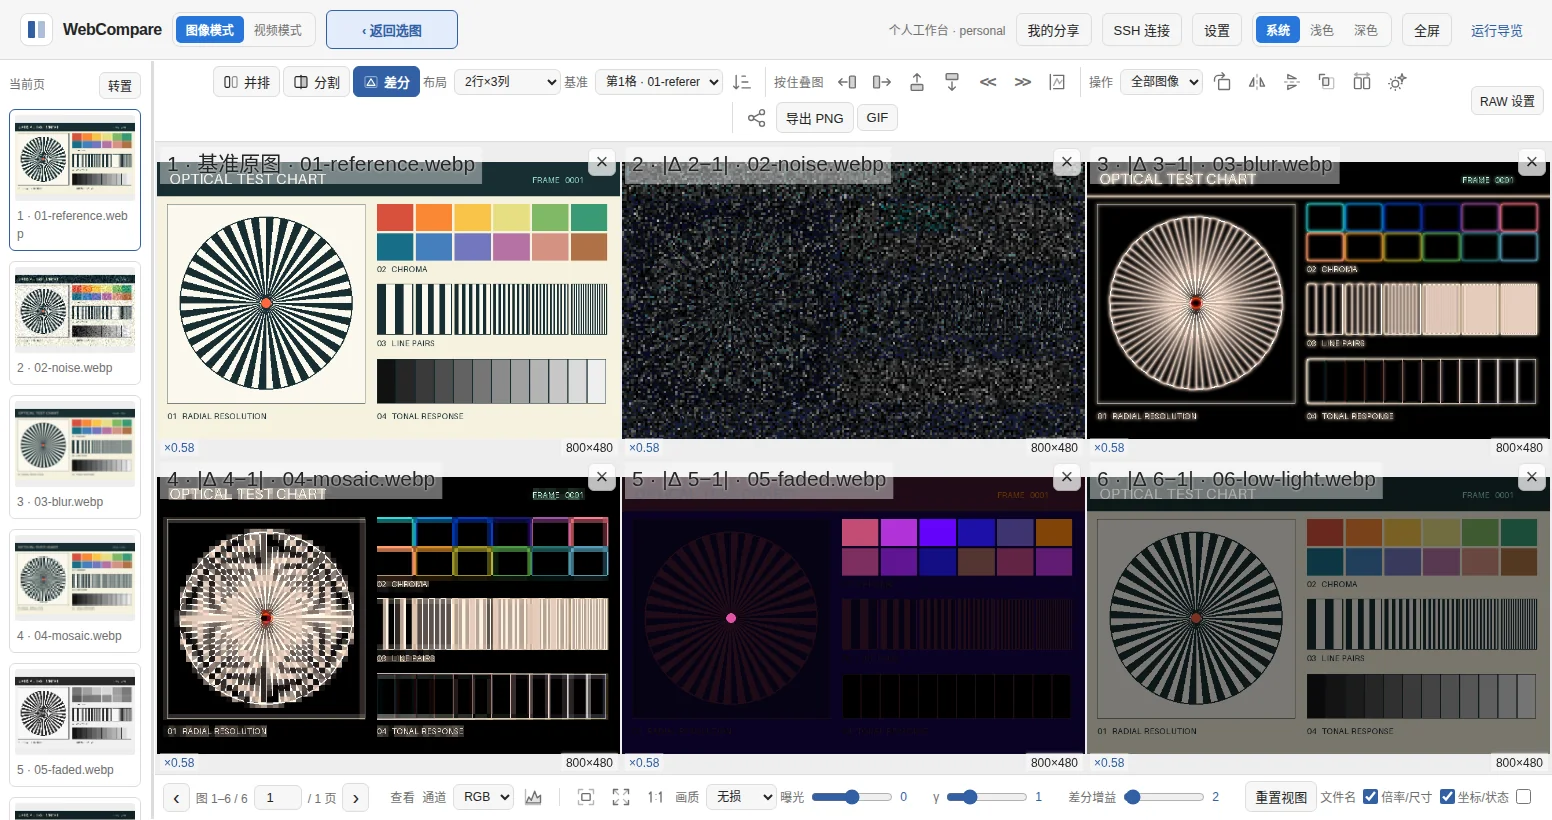 WebCompare 图像模式 视频模式 ‹ 返回选图 个人工作台 · personal 我的分享 SSH 连接 设置 系统 浅色 深色 全屏 运行导览
当前页 转置 并排 分割 差分 布局 2行×3列 基准 第1格 · 01-referer 按住叠图 << >> 操作 全部图像 RAW 设置
导出 PNG GIF
1 · 01-reference.web
p
2 · 02-noise.webp
3 · 03-blur.webp
4 · 04-mosaic.webp
5 · 05-faded.webp
1 · 基准原图 · 01-reference.webp ×
OPTICAL TEST CHART FRAME 0001
02 CHROMA
03 LINE PAIRS
01 RADIAL RESOLUTION 04 TONAL RESPONSE
×0.58 800×480
2 · |Δ 2−1| · 02-noise.webp ×
×0.58 800×480
3 · |Δ 3−1| · 03-blur.webp ×
OPTICAL TEST CHART FRAME 0001
02 CHROMA
03 LINE PAIRS
01 RADIAL RESOLUTION 04 TONAL RESPONSE
×0.58 800×480
4 · |Δ 4−1| · 04-mosaic.webp ×
OPTICAL TEST CHART FRAME 0001
02 CHROMA
03 LINE PAIRS
01 RADIAL RESOLUTION 04 TONAL RESPONSE
×0.58 800×480
5 · |Δ 5−1| · 05-faded.webp ×
OPTICAL TEST CHART FRAME 0001
×0.58 800×480
6 · |Δ 6−1| · 06-low-light.webp ×
OPTICAL TEST CHART FRAME 0001
02 CHROMA
03 LINE PAIRS
01 RADIAL RESOLUTION 04 TONAL RESPONSE
×0.58 800×480
‹ 图 1–6 / 6 1 / 1 页 › 查看 通道 RGB 1:1 画质 无损 曝光 0 γ 1 差分增益 2 重置视图 文件名 倍率/尺寸 坐标/状态